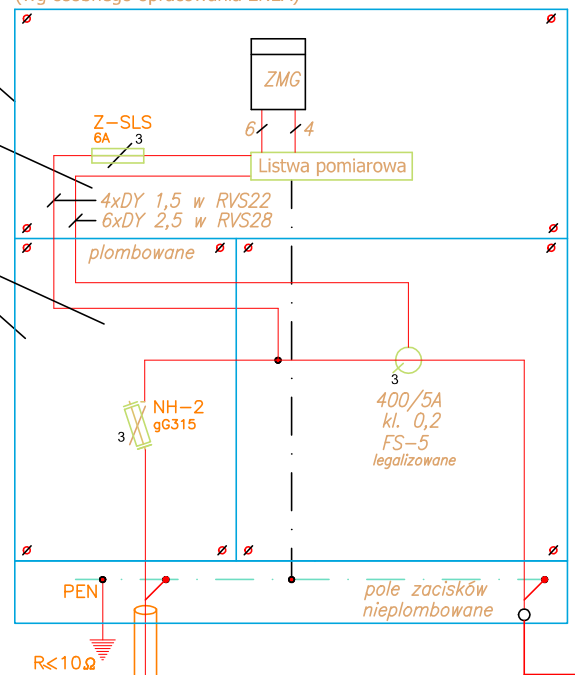 ZMG
6
4
Z-SLS
6A
3
Listwa pomiarowa
4xDY 1,5 w RVS22
6xDY 2,5 w RVS28
plombowane
3
400/5A
kl. 0,2
FS-5
legalizowane
NH-2
gG315
3
PEN
pole zacisków
nieplombowane
R≪10Ω